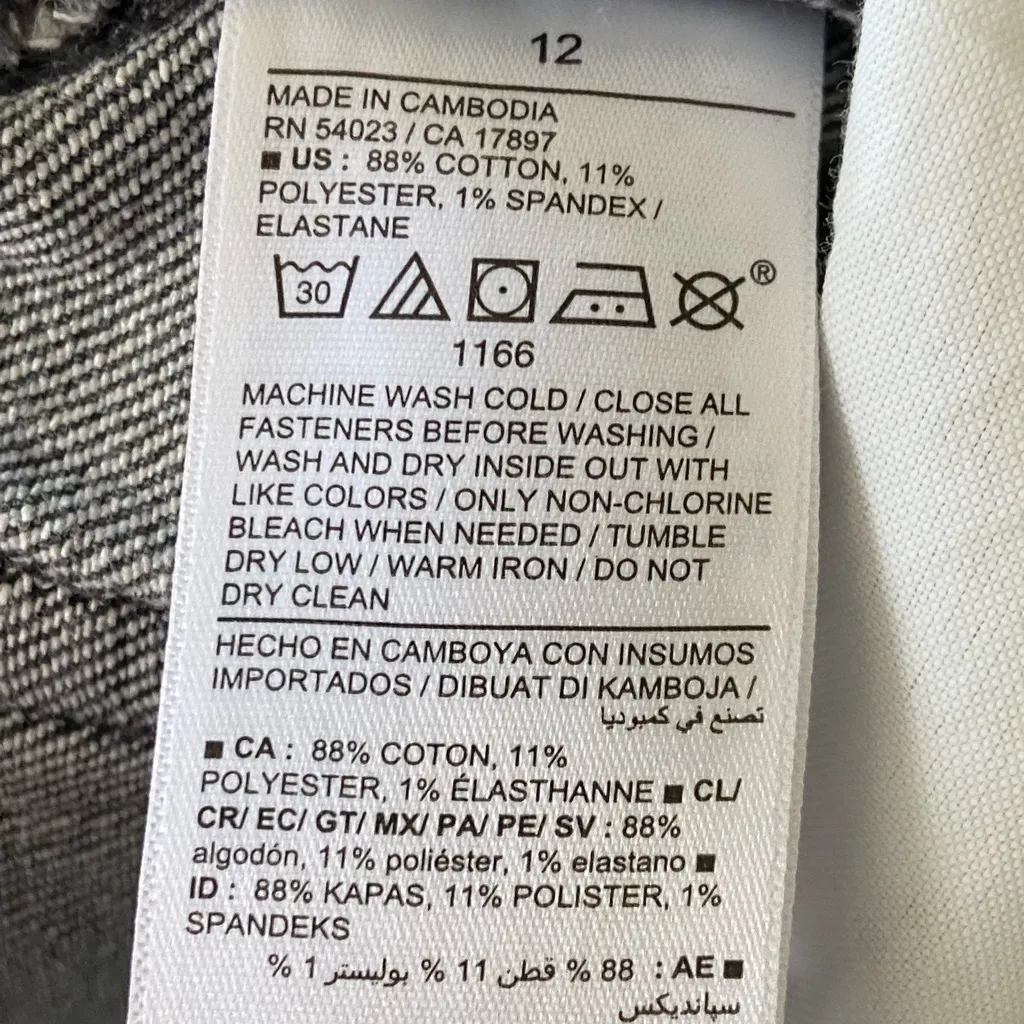 12
MADE IN CAMBODIA
RN 54023 / CA 17897
■ US : 88% COTTON, 11%
POLYESTER, 1% SPANDEX /
ELASTANE
30
®
1166
MACHINE WASH COLD / CLOSE ALL
FASTENERS BEFORE WASHING /
WASH AND DRY INSIDE OUT WITH
LIKE COLORS / ONLY NON-CHLORINE
BLEACH WHEN NEEDED / TUMBLE
DRY LOW / WARM IRON / DO NOT
DRY CLEAN
HECHO EN CAMBOYA CON INSUMOS
IMPORTADOS / DIBUAT DI KAMBOJA /
تصنع في كمبوديا
■ CA : 88% COTON, 11%
POLYESTER, 1% ÉLASTHANNE ■ CL/
CR/ EC/ GT/ MX/ PA/ PE/ SV : 88%
algodón, 11% poliéster, 1% elastano ■
ID : 88% KAPAS, 11% POLISTER, 1%
SPANDEKS
■ AE : 88 % قطن 11 % بوليستر 1 %
سپانديكس